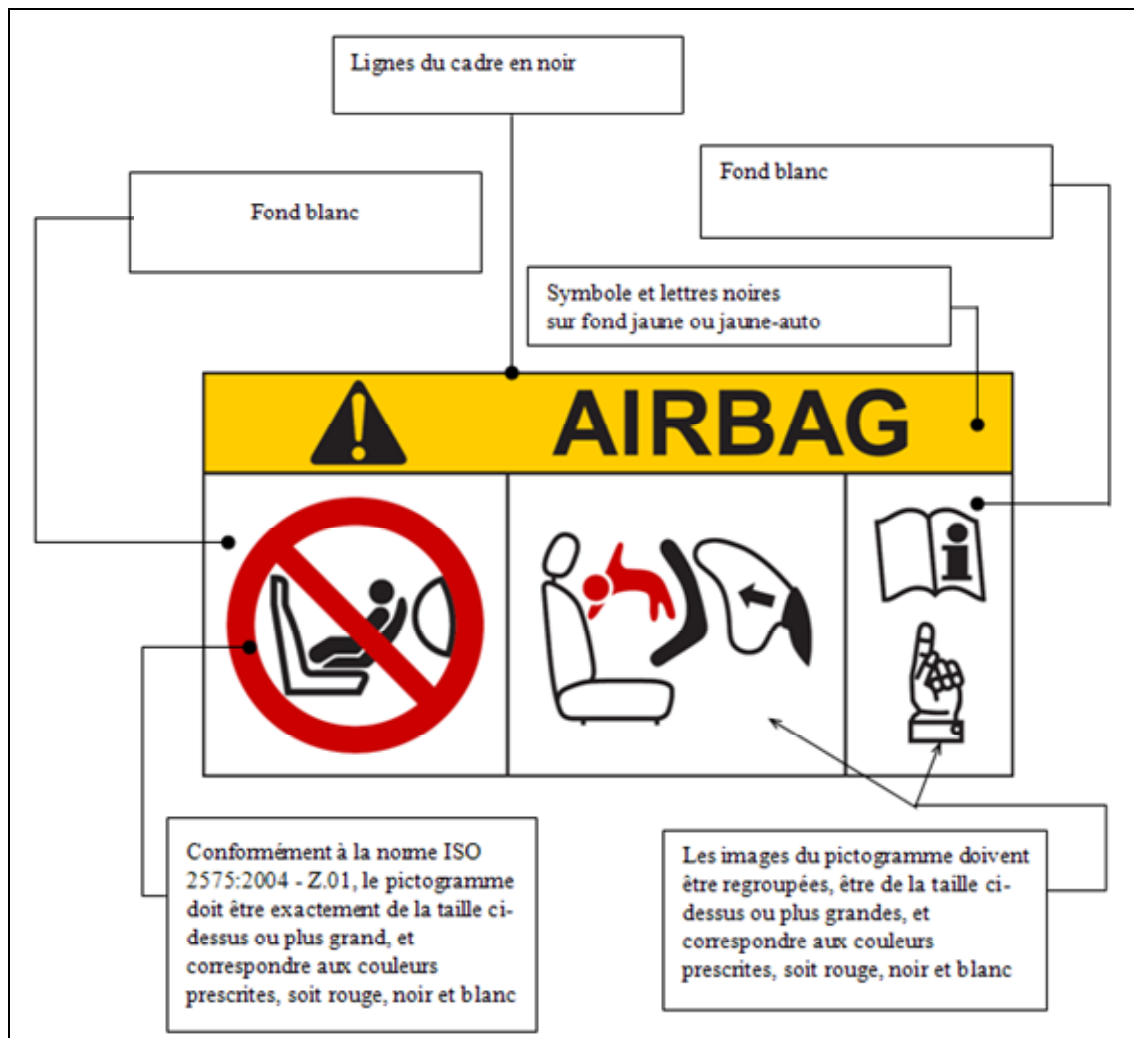 Lignes du cadre en noir
Fond blanc
Fond blanc
Symbole et lettres noires
sur fond jaune ou jaune-auto
AIRBAG
Conformément à la norme ISO
2575:2004 - Z.01, le pictogramme
doit être exactement de la taille ci-
dessus ou plus grand, et
correspondre aux couleurs
prescrites, soit rouge, noir et blanc
Les images du pictogramme doivent
être regroupées, être de la taille ci-
dessus ou plus grandes, et
correspondre aux couleurs
prescrites, soit rouge, noir et blanc